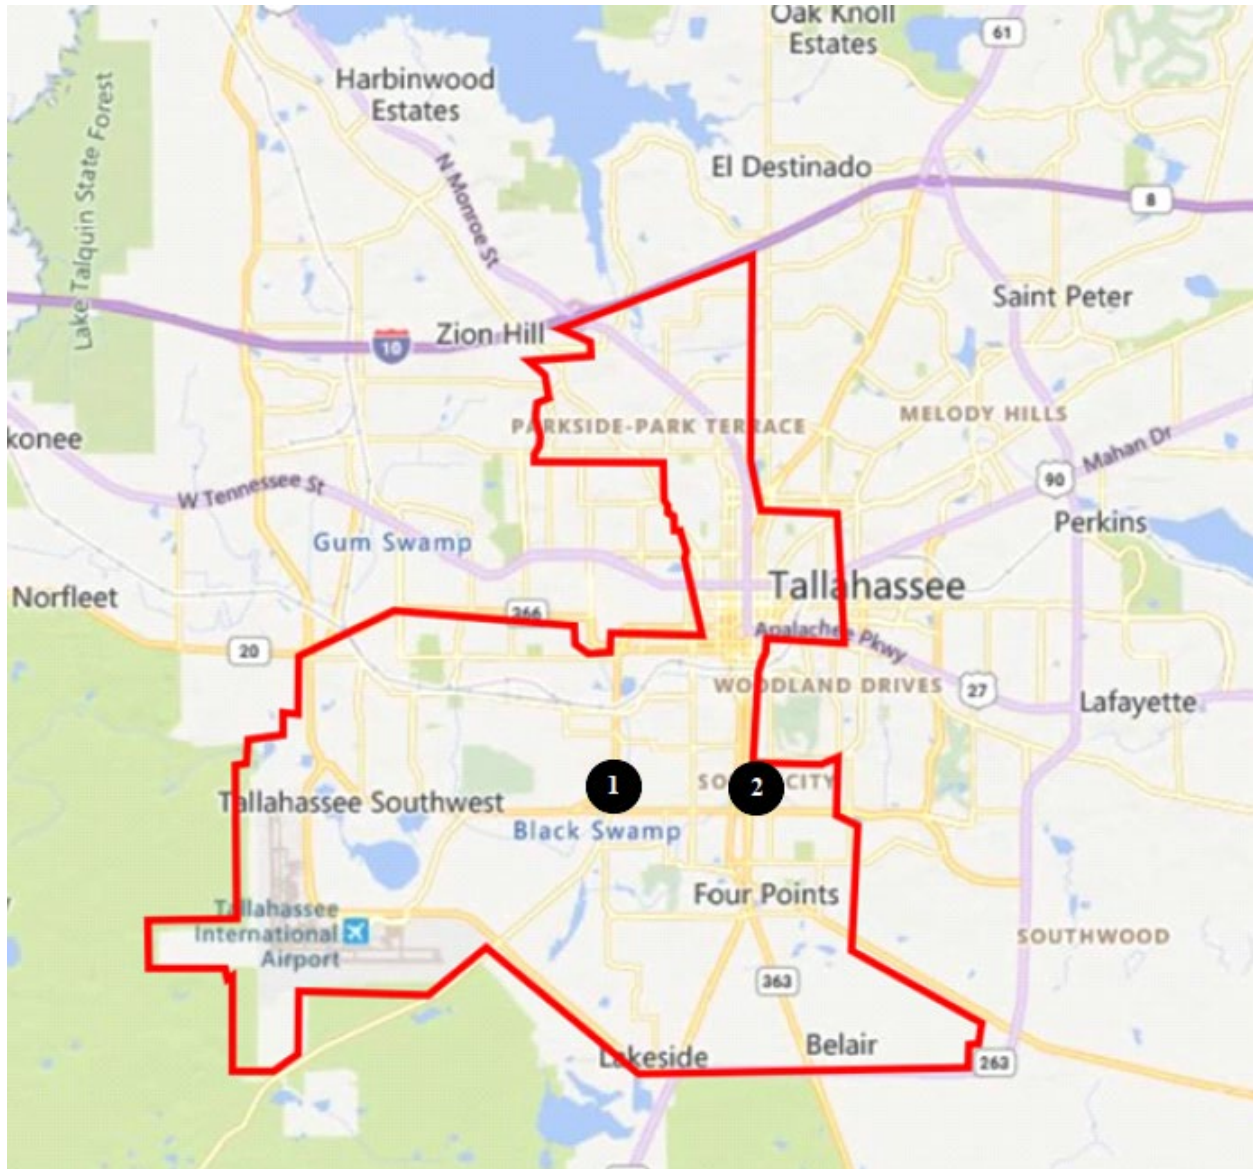 Oak Knoll
Estates
61
Harbinwood
Estates
Lake Talquin State Forest
N Monroe St
El Destinado
8
Saint Peter
Zion Hill
10
PARKSIDE-PARK TERRACE
MELODY HILLS
konee
Mahan Dr
90
W Tennessee St
Perkins
Gum Swamp
Tallahassee
Norfleet
366
Apalachee Pkwy
20
WOODLAND DRIVES
27
Lafayette
1
2
CITY
Tallahassee Southwest
Black Swamp
Four Points
Tallahassee
International
Airport
SOUTHWOOD
363
Belair
Lakeside
263